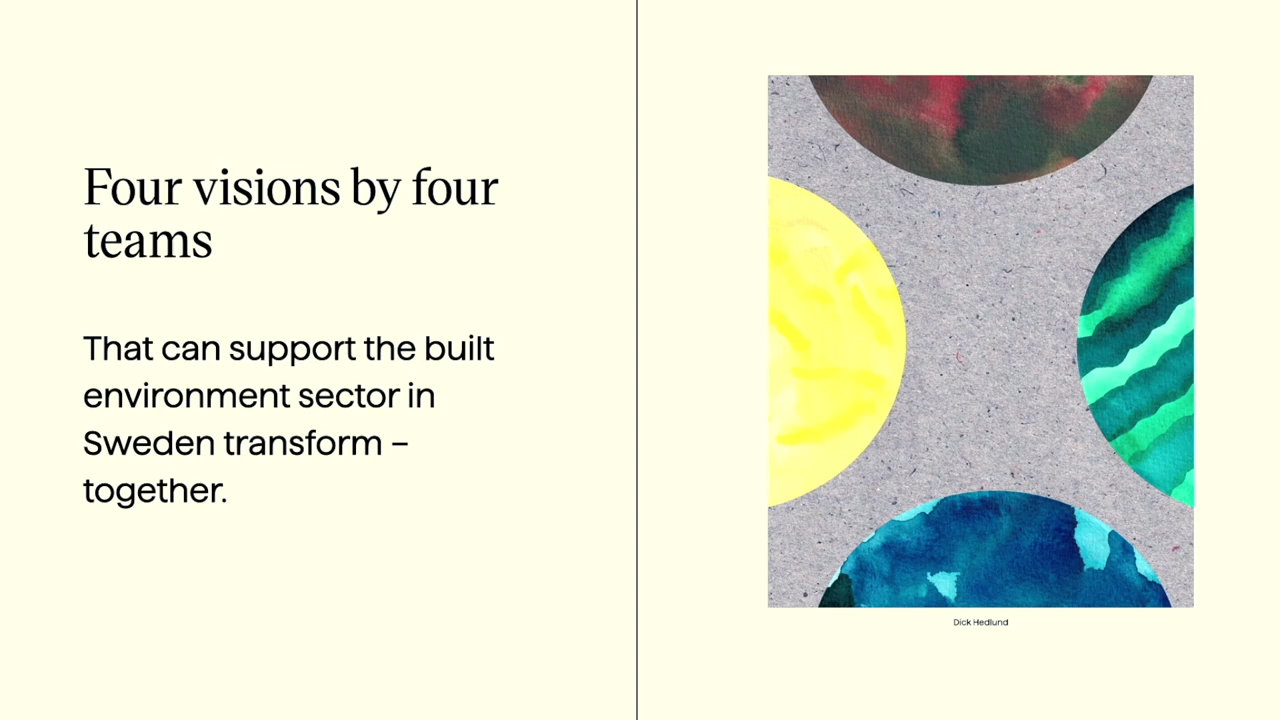 Four visions by four
teams
That can support the built
environment sector in
Sweden transform –
together.
Dick Hedlund